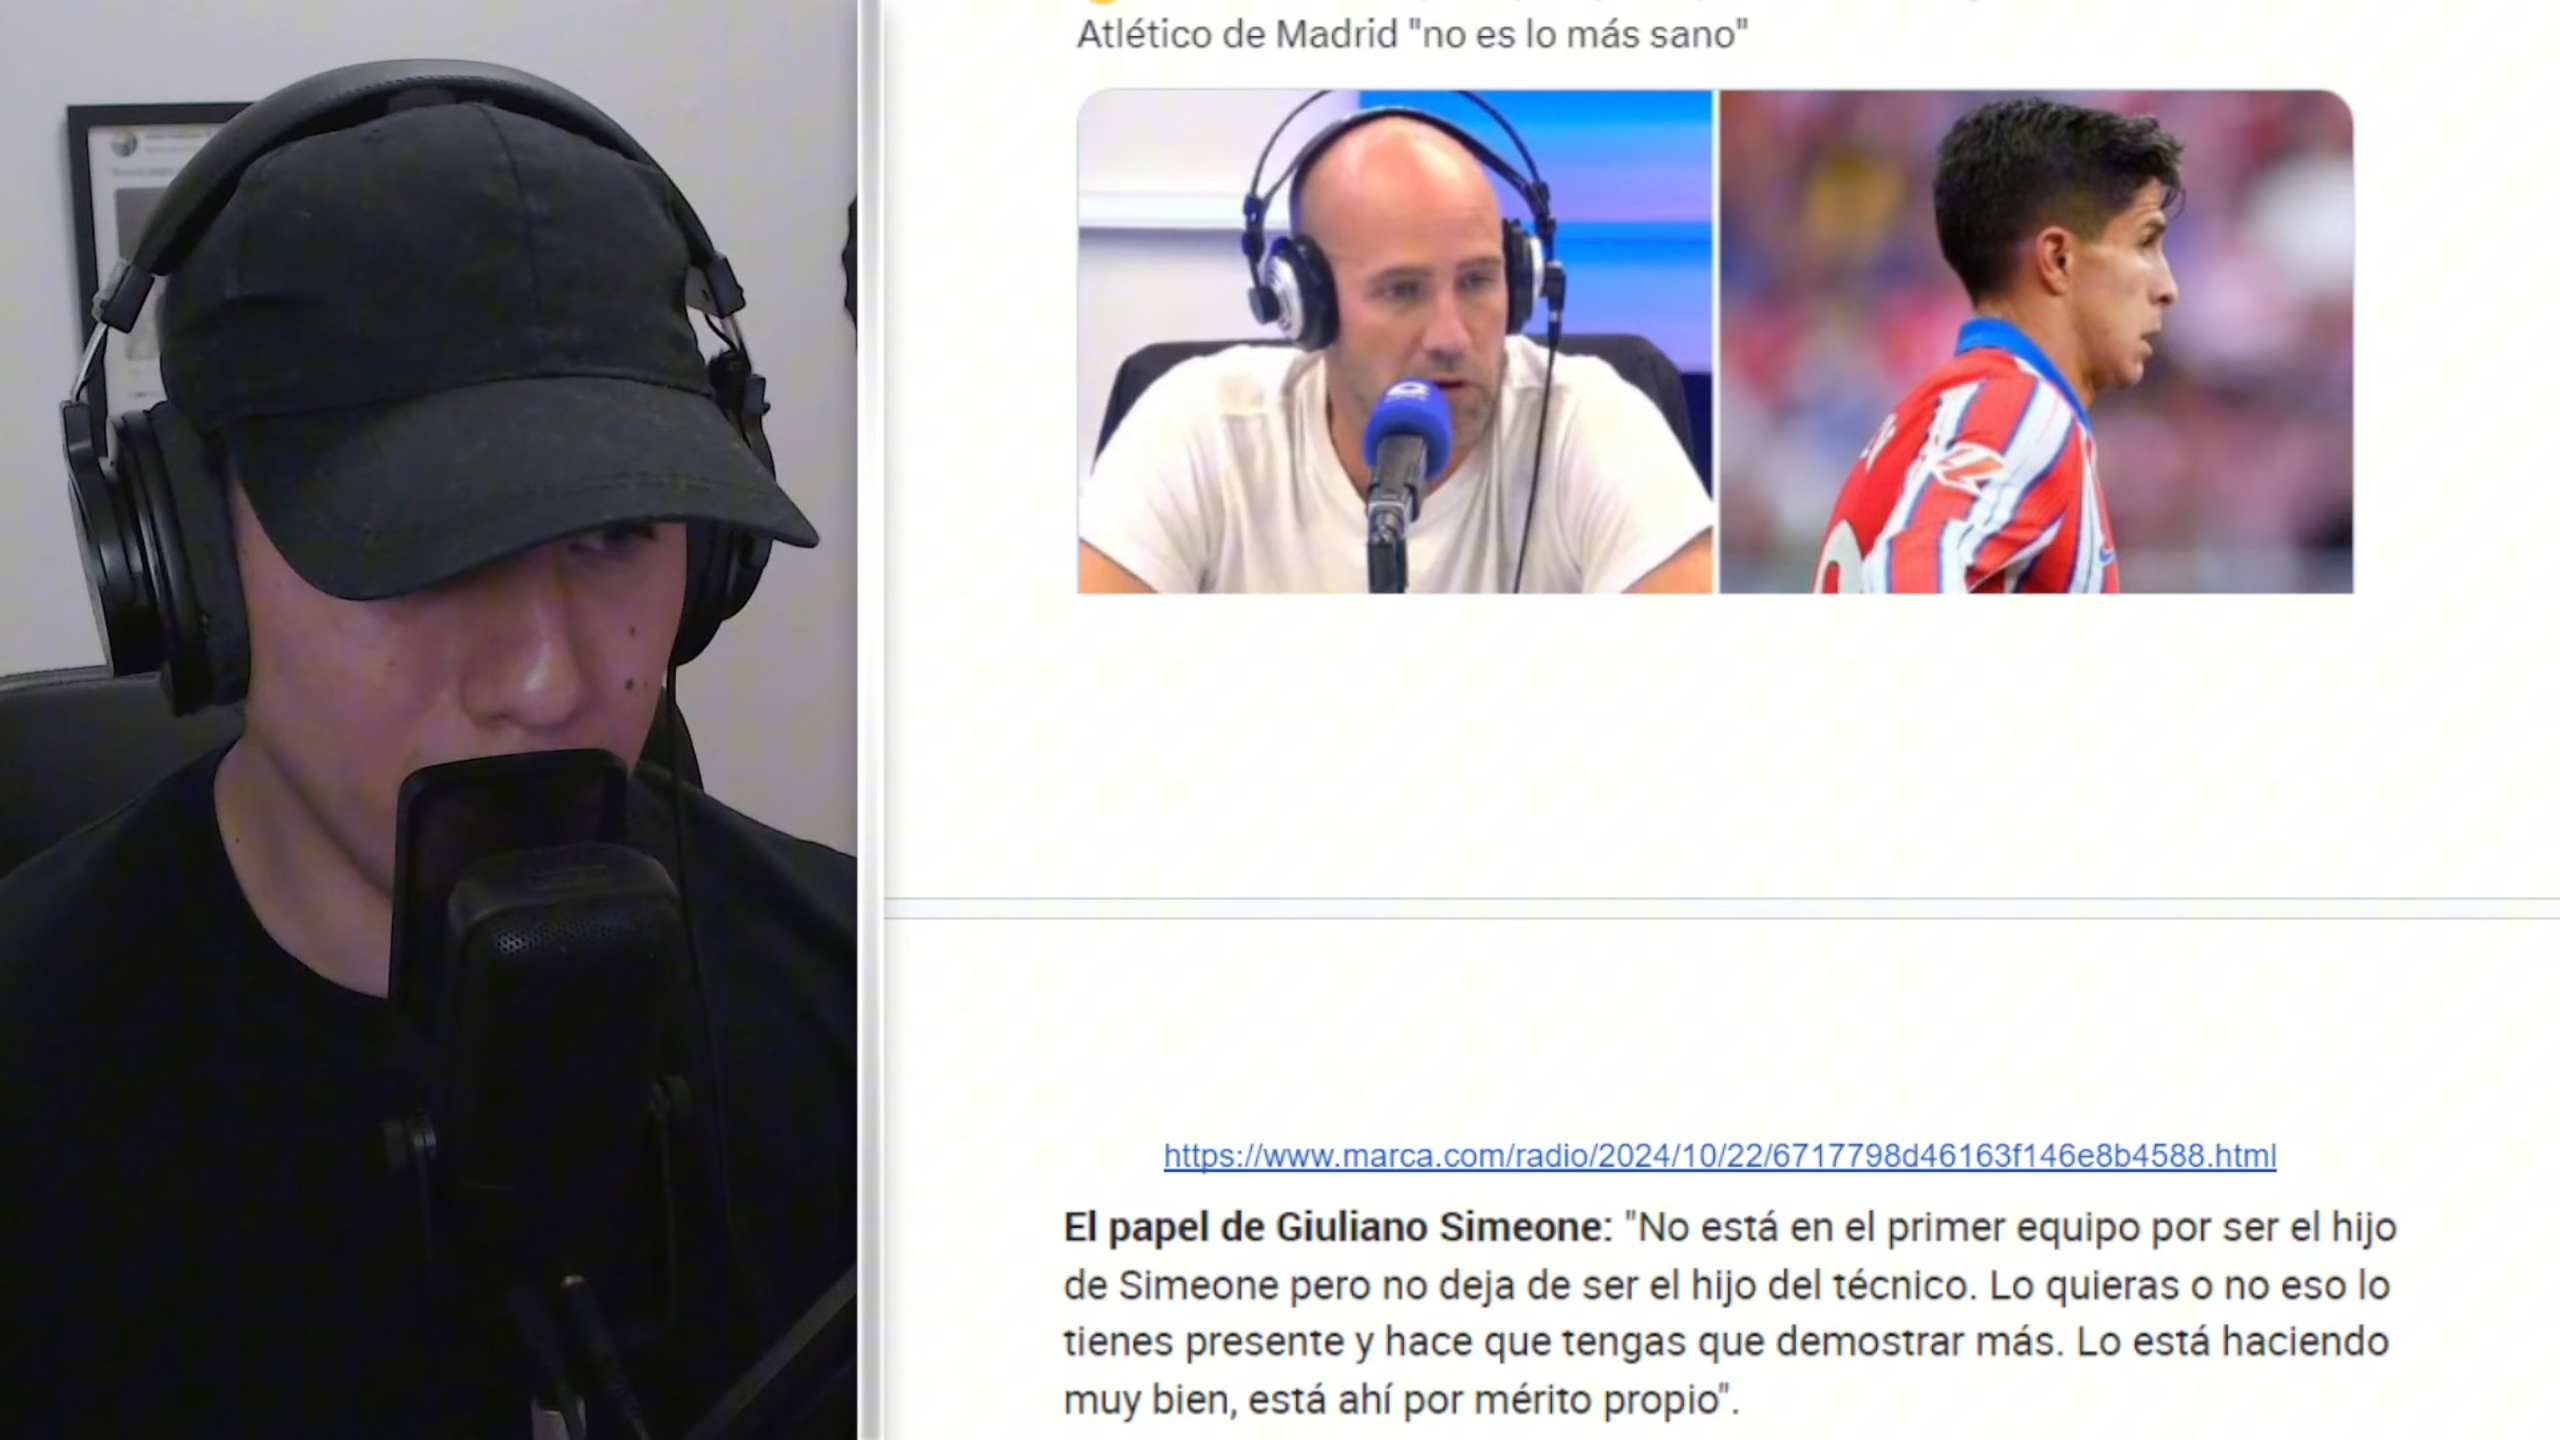 Atlético de Madrid "no es lo más sano"
https://www.marca.com/radio/2024/10/22/6717798d46163f146e8b4588.html
El papel de Giuliano Simeone: "No está en el primer equipo por ser el hijo
de Simeone pero no deja de ser el hijo del técnico. Lo quieras o no eso lo
tienes presente y hace que tengas que demostrar más. Lo está haciendo
muy bien, está ahí por mérito propio".